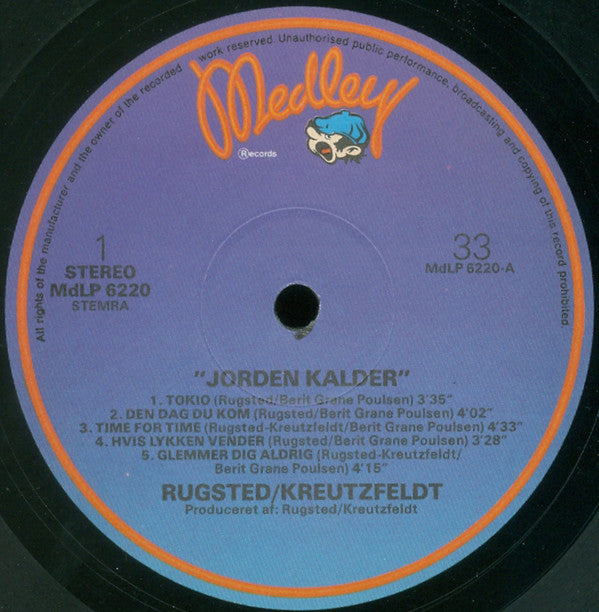 All rights of the manufacturer and the owner of the recorded work reserved. Unauthorised public performance, broadcasting and copying of this record prohibited.
Medley
Ⓡecords
1
STEREO
MdLP 6220
STEMRA
33
MdLP 6220-A
"JORDEN KALDER"
1. TOKIO (Rugsted/Berit Grane Poulsen) 3'35"
2. DEN DAG DU KOM (Rugsted/Berit Grane Poulsen) 4'02"
3. TIME FOR TIME (Rugsted-Kreutzfeldt/Berit Grane Poulsen) 4'33"
4. HVIS LYKKEN VENDER (Rugsted/Berit Grane Poulsen) 3'28"
5. GLEMMER DIG ALDRIG (Rugsted-Kreutzfeldt/
Berit Grane Poulsen) 4'15"
RUGSTED/KREUTZFELDT
Produceret af: Rugsted/Kreutzfeldt